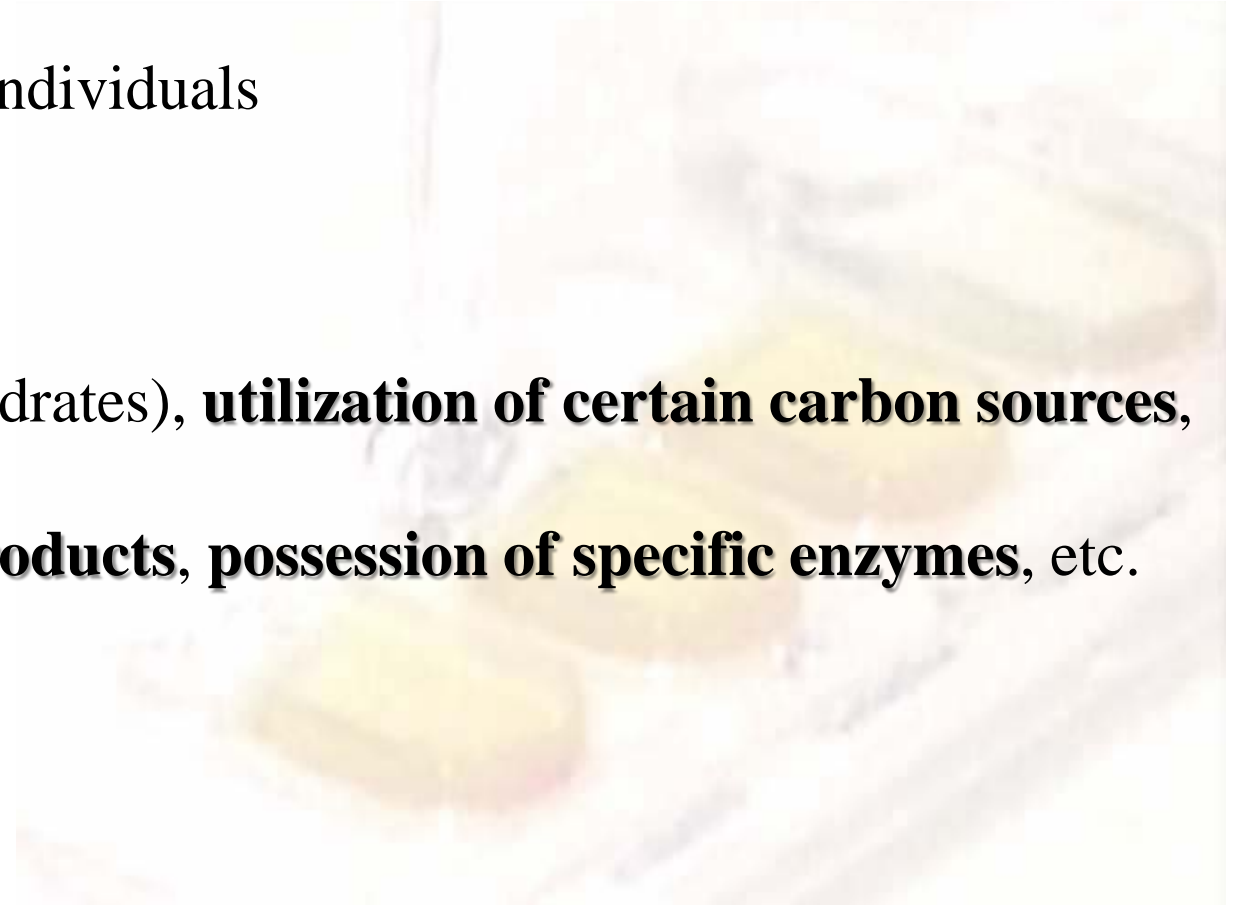 ndividuals
drates), utilization of certain carbon sources,
oducts, possession of specific enzymes, etc.